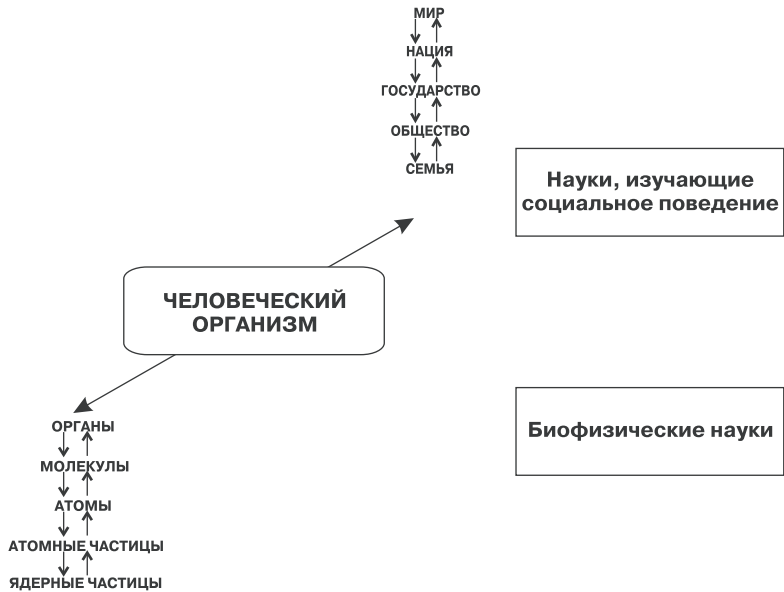 МИР
НАЦИЯ
ГОСУДАРСТВО
ОБЩЕСТВО
СЕМЬЯ
Науки, изучающие
социальное поведение
ЧЕЛОВЕЧЕСКИЙ
ОРГАНИЗМ
Биофизические науки
ОРГАНЫ
МОЛЕКУЛЫ
АТОМЫ
АТОМНЫЕ ЧАСТИЦЫ
ЯДЕРНЫЕ ЧАСТИЦЫ